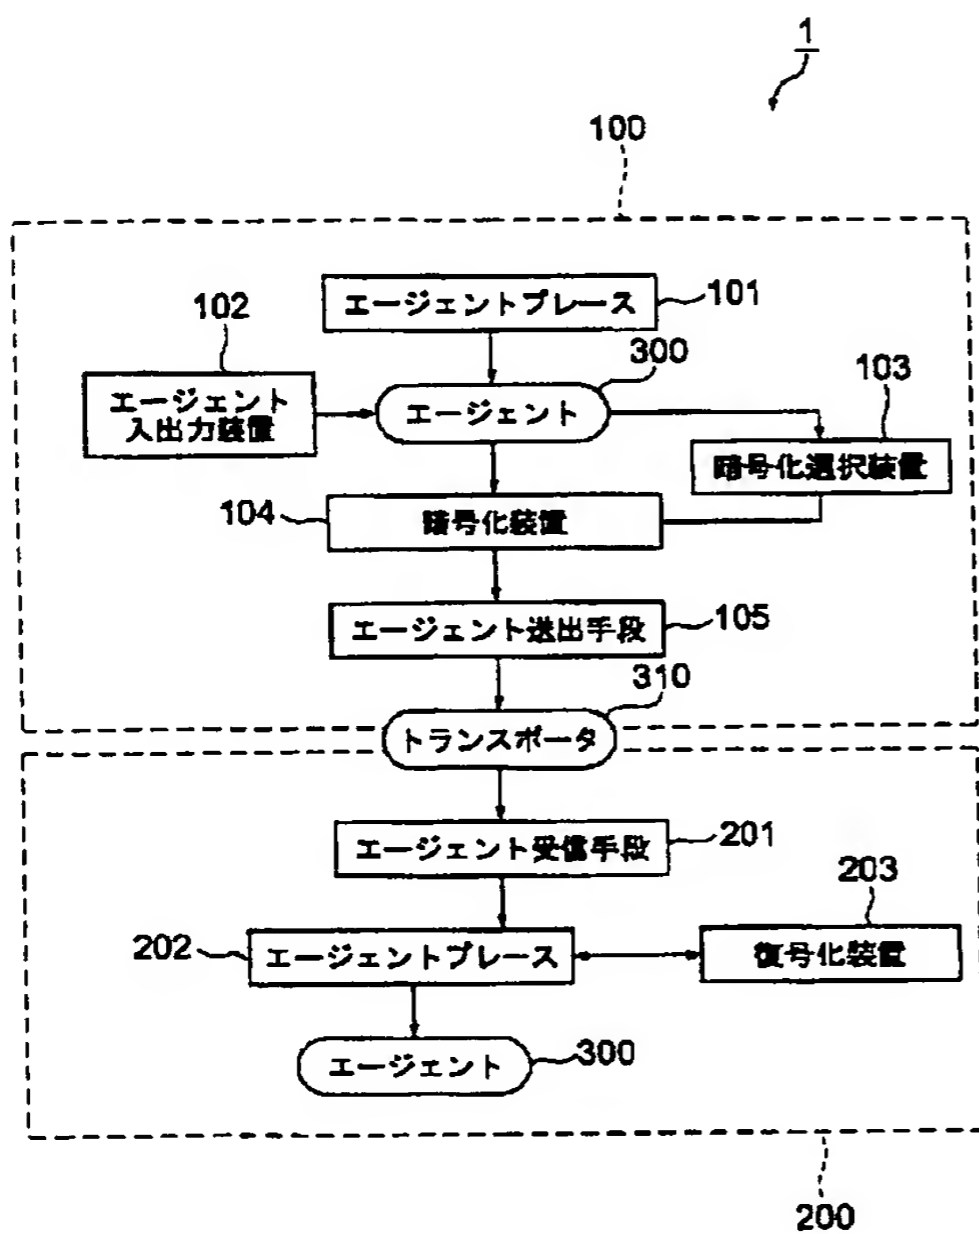 1
100
エージェントプレース
101
102
300
エージェント
入出力装置
エージェント
103
暗号化選択装置
104
暗号化装置
エージェント送出手段
105
310
トランスポータ
エージェント受信手段
201
203
202
エージェントプレース
復号化装置
エージェント
300
200